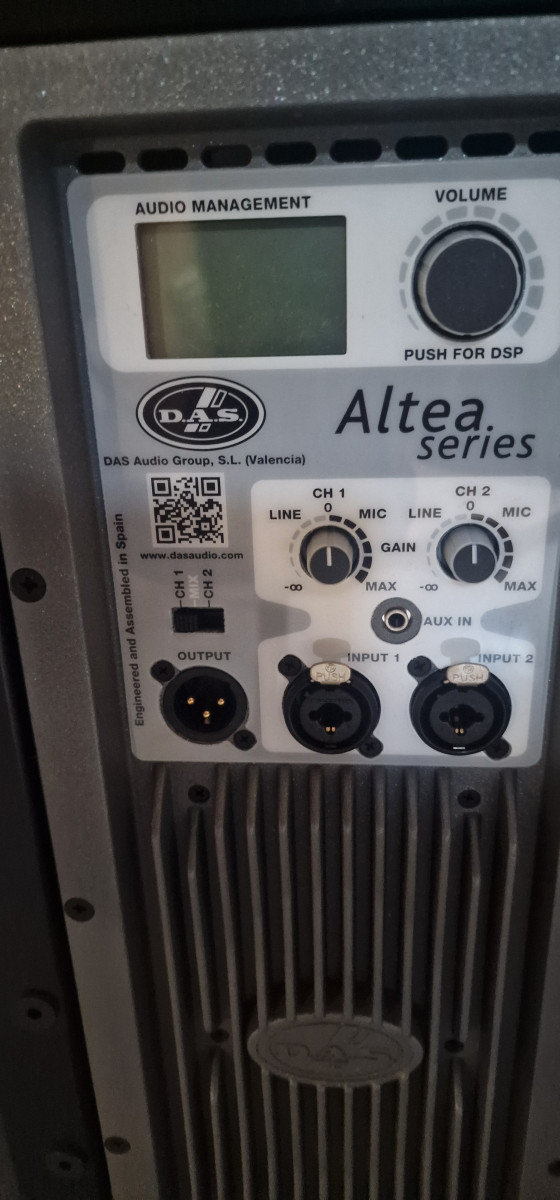 AUDIO MANAGEMENT
VOLUME
PUSH FOR DSP
D.A.S.
Altea
series
DAS Audio Group, S.L. (Valencia)
www.dasaudio.com
Engineered and Assembled in Spain
CH 1
MIX
CH 2
CH 1
LINE 0 MIC
GAIN
-∞ MAX
CH 2
LINE 0 MIC
-∞ MAX
AUX IN
OUTPUT
INPUT 1
INPUT 2
PUSH
PUSH
D.A.S.